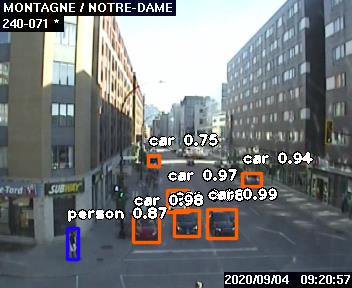 MONTAGNE / NOTRE-DAME
240-071 *
car 0.75
car 0.94
car 0.97
car 0.98
0.99
person 0.87
SUBWAY
2020/09/04 09:20:57